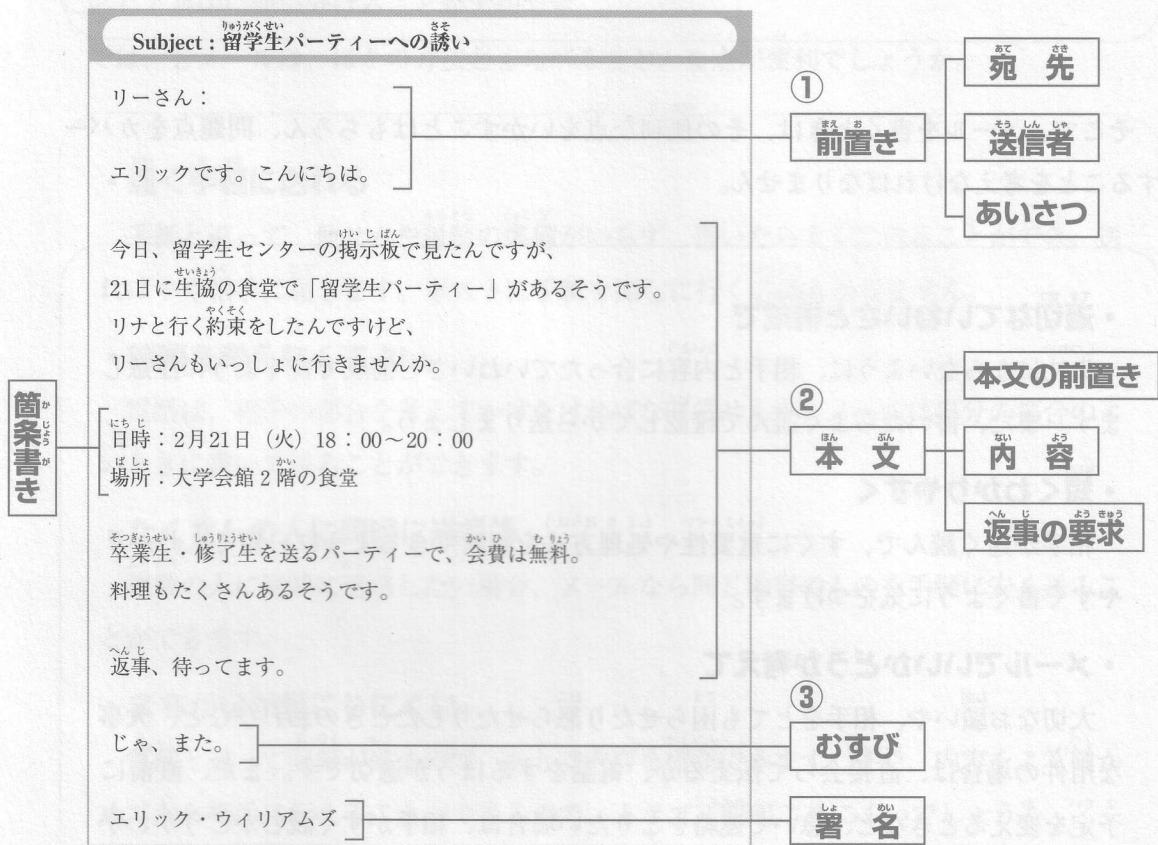 Subject : 留学生パーティーへの誘い
リーさん：
エリックです。こんにちは。
今日、留学生センターの掲示板で見たんですが、
21日に生協の食堂で「留学生パーティー」があるそうです。
リナと行く約束をしたんですけど、
リーさんもいっしょに行きませんか。
日時：2月21日（火）18：00〜20：00
場所：大学会館2階の食堂
卒業生・修了生を送るパーティーで、会費は無料。
料理もたくさんあるそうです。
返事、待ってます。
じゃ、また。
エリック・ウィリアムズ
箇条書き
①
前置き
宛先
送信者
あいさつ
②
本文
本文の前置き
内容
返事の要求
③
むすび
署名